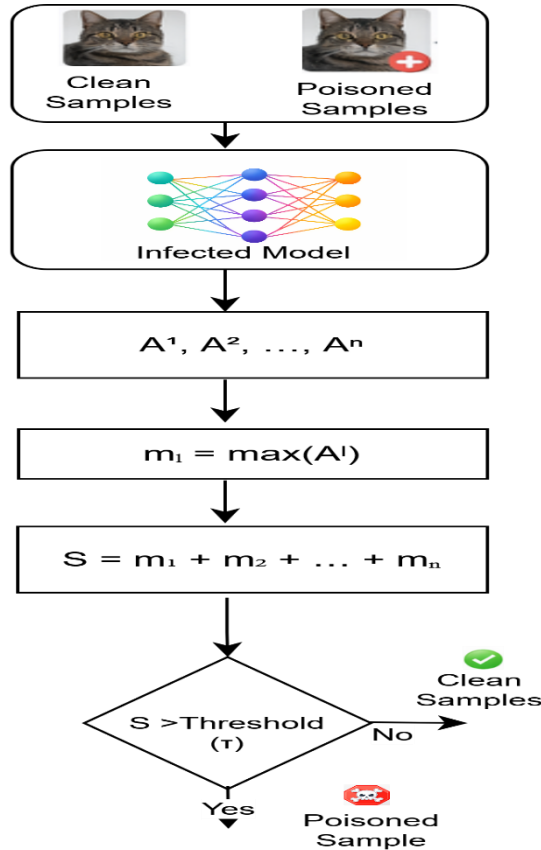 Clean
Samples
Poisoned
Samples
Infected Model
A¹, A², ..., Aⁿ
mₗ = max(Aˡ)
S = m₁ + m₂ + ... + mₙ
S >Threshold
(τ)
No
Clean
Samples
Yes
Poisoned
Sample